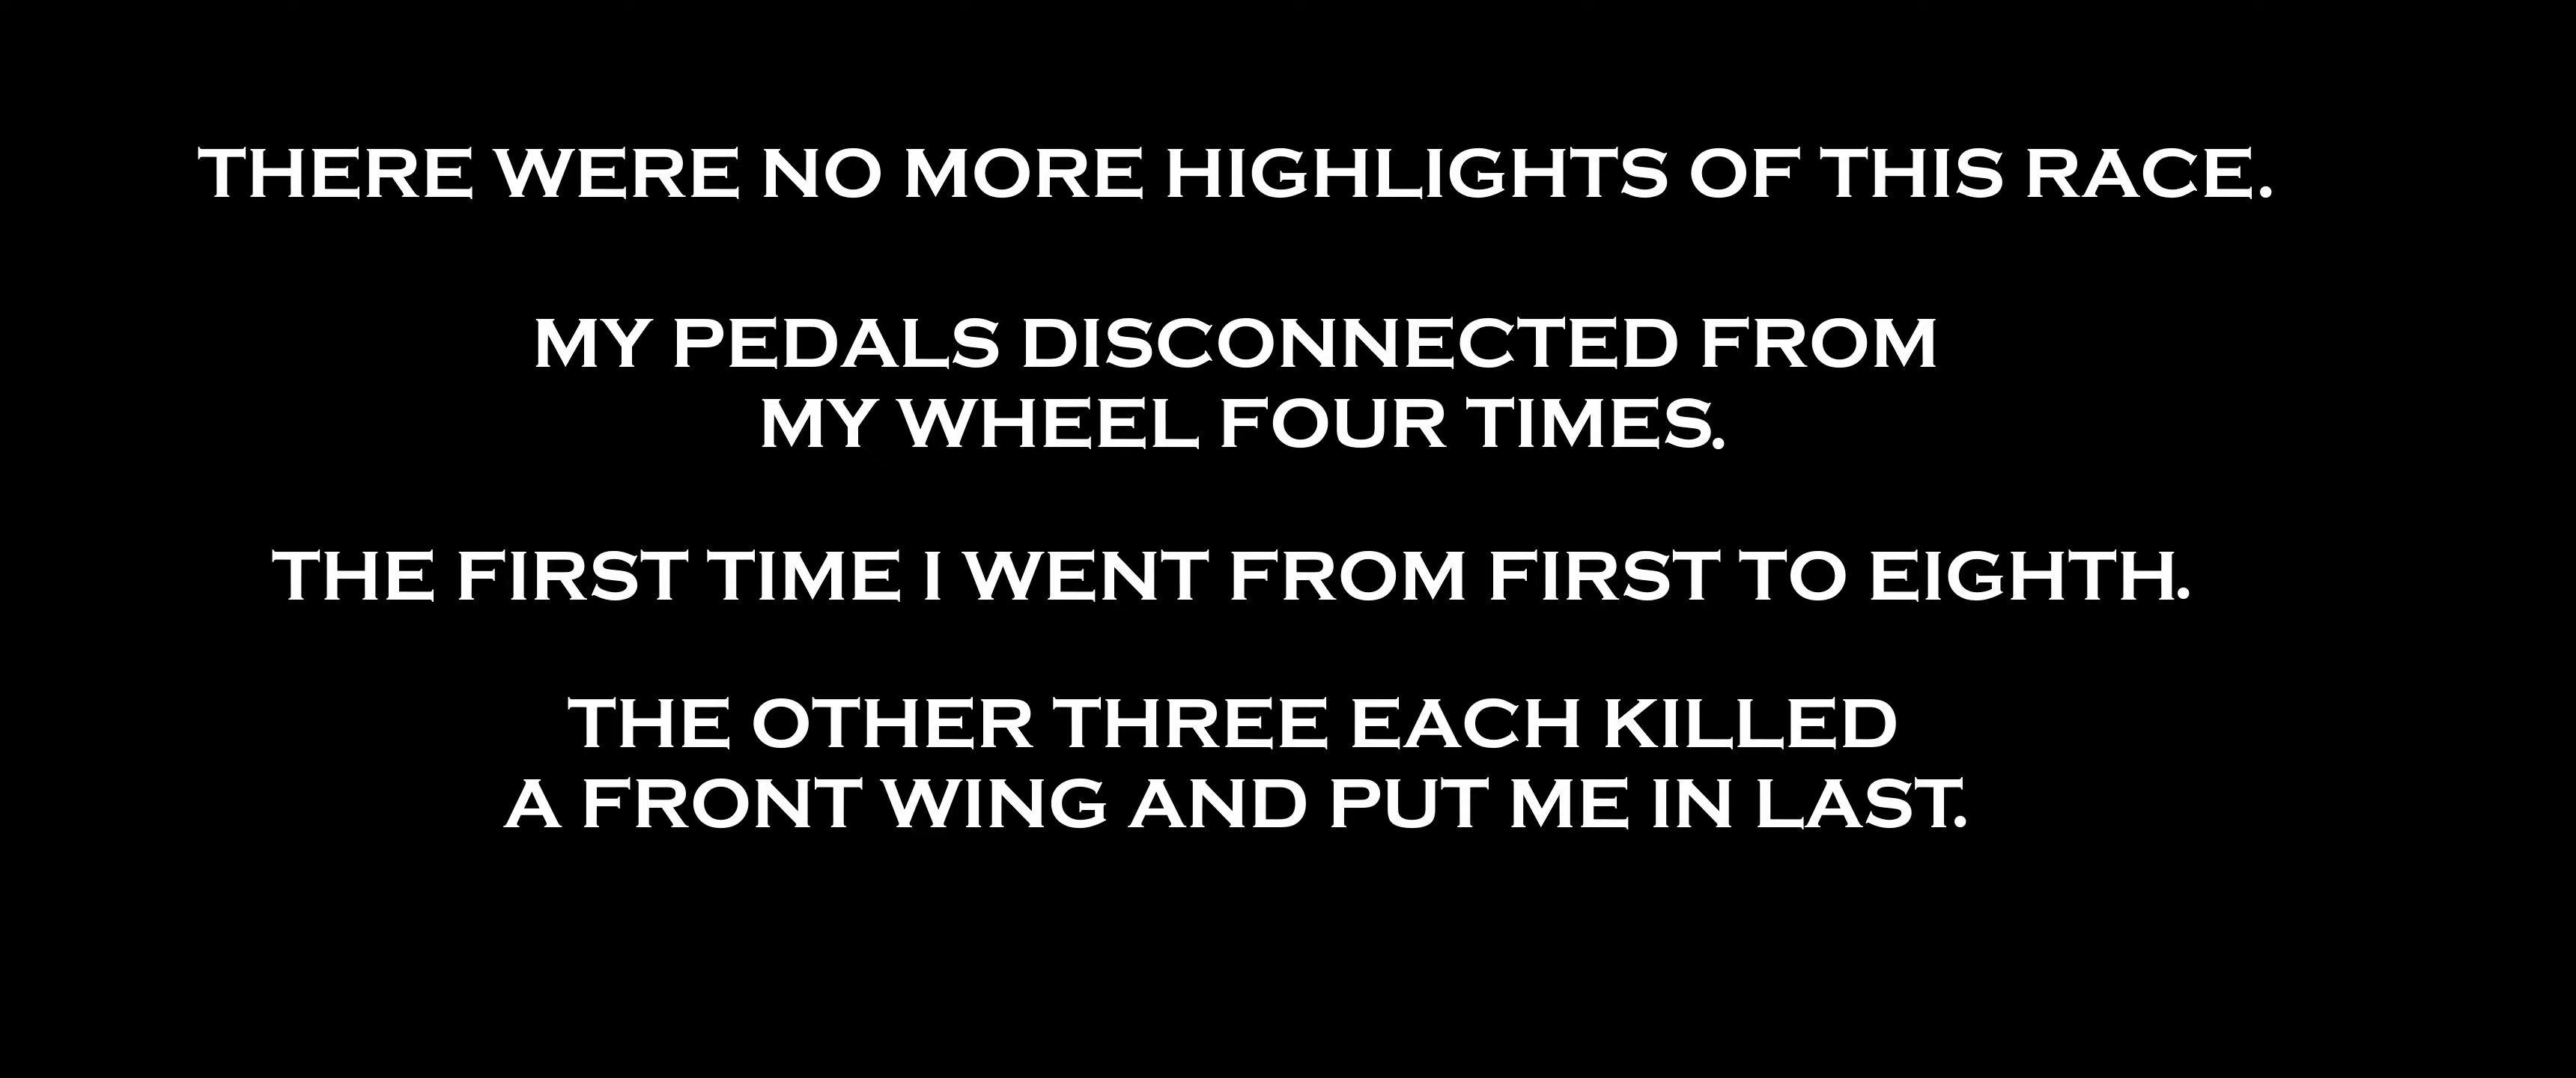 THERE WERE NO MORE HIGHLIGHTS OF THIS RACE.
MY PEDALS DISCONNECTED FROM
MY WHEEL FOUR TIMES.
THE FIRST TIME I WENT FROM FIRST TO EIGHTH.
THE OTHER THREE EACH KILLED
A FRONT WING AND PUT ME IN LAST.